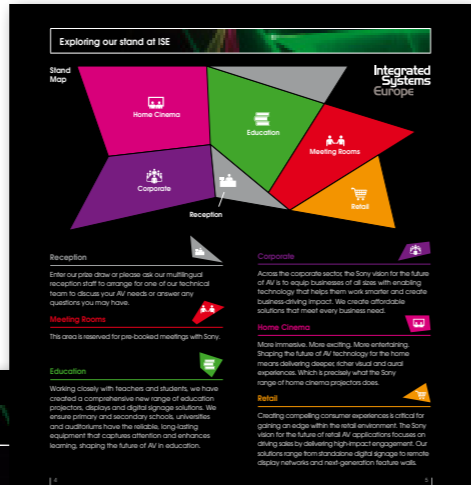 Exploring our stand at ISE
Stand
Map
Integrated
Systems
Europe
Home Cinema
Education
Meeting Rooms
Corporate
Retail
Reception
Reception
Enter our prize draw or please ask our multilingual
reception staff to arrange for one of our technical
team to discuss your AV needs or answer any
questions you may have.
Meeting Rooms
This area is reserved for pre-booked meetings with Sony.
Education
Working closely with teachers and students, we have
created a comprehensive new range of education
projectors, displays and digital signage solutions. We
ensure primary and secondary schools, universities
and auditoriums have the reliable, long-lasting
equipment that captures attention and enhances
learning, shaping the future of AV in education.
Corporate
Across the corporate sector, the Sony vision for the future
of AV is to equip businesses of all sizes with enabling
technology that helps them work smarter and create
business-driving impact. We create affordable
solutions that meet every business need.
Home Cinema
More immersive. More exciting. More entertaining.
Shaping the future of AV technology for the home
means delivering deeper, richer visual and aural
experiences. Which is precisely what the Sony
range of home cinema projectors does.
Retail
Creating compelling consumer experiences is critical for
gaining an edge within the retail environment. The Sony
vision for the future of retail AV applications focuses on
driving sales by delivering high-impact engagement. Our
solutions range from standalone digital signage to remote
display networks and next-generation feature walls.
4
5